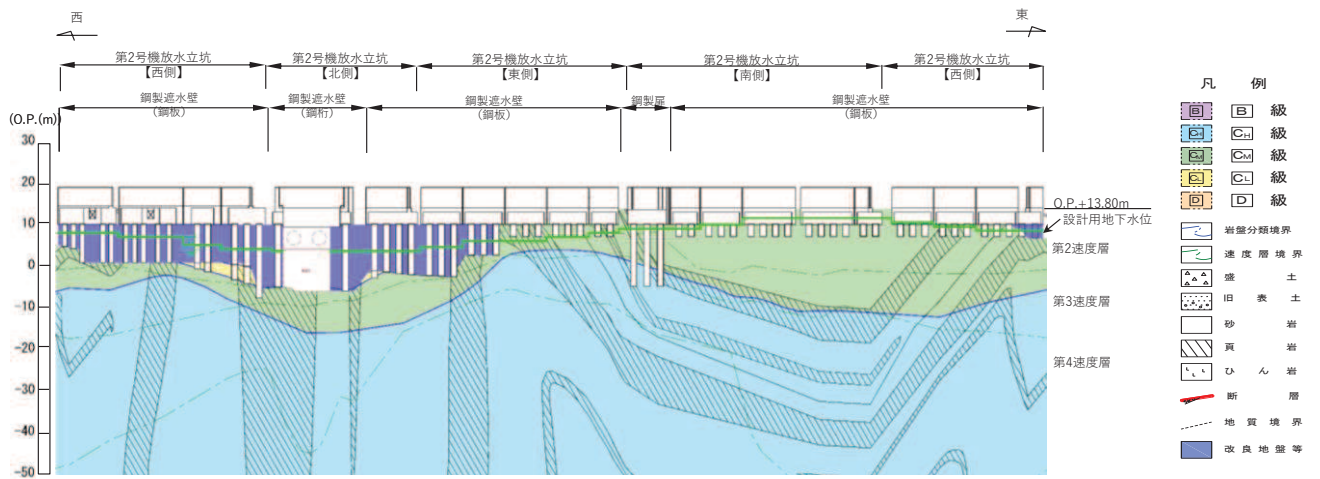 西
東
第2号機放水立坑
【西側】
第2号機放水立坑
【北側】
第2号機放水立坑
【東側】
第2号機放水立坑
【南側】
第2号機放水立坑
【西側】
鋼製遮水壁
(鋼板)
鋼製遮水壁
(鋼桁)
鋼製遮水壁
(鋼板)
鋼製扉
鋼製遮水壁
(鋼板)
(O.P.(m)
30
20
10
0
-10
-20
-30
-40
-50
O.P.+13.80m
設計用地下水位
第2速度層
第3速度層
第4速度層
凡 例
B B 級
CH CH 級
CM CM 級
CL CL 級
D D 級
岩盤分類境界
速度層境界
盛土
旧表土
砂岩
頁岩
ひん岩
断層
地質境界
改良地盤等